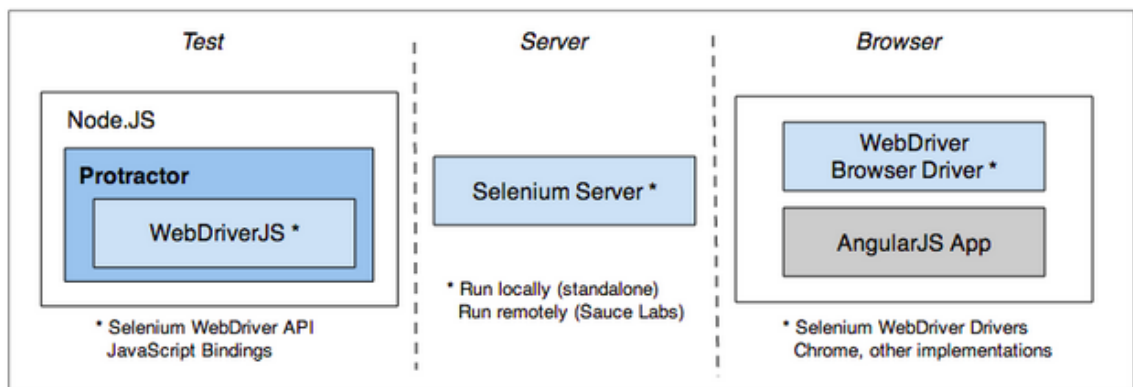 Test
Node.JS
Protractor
WebDriverJS *
* Selenium WebDriver API
JavaScript Bindings
Server
Selenium Server *
* Run locally (standalone)
Run remotely (Sauce Labs)
Browser
WebDriver
Browser Driver *
AngularJS App
* Selenium WebDriver Drivers
Chrome, other implementations